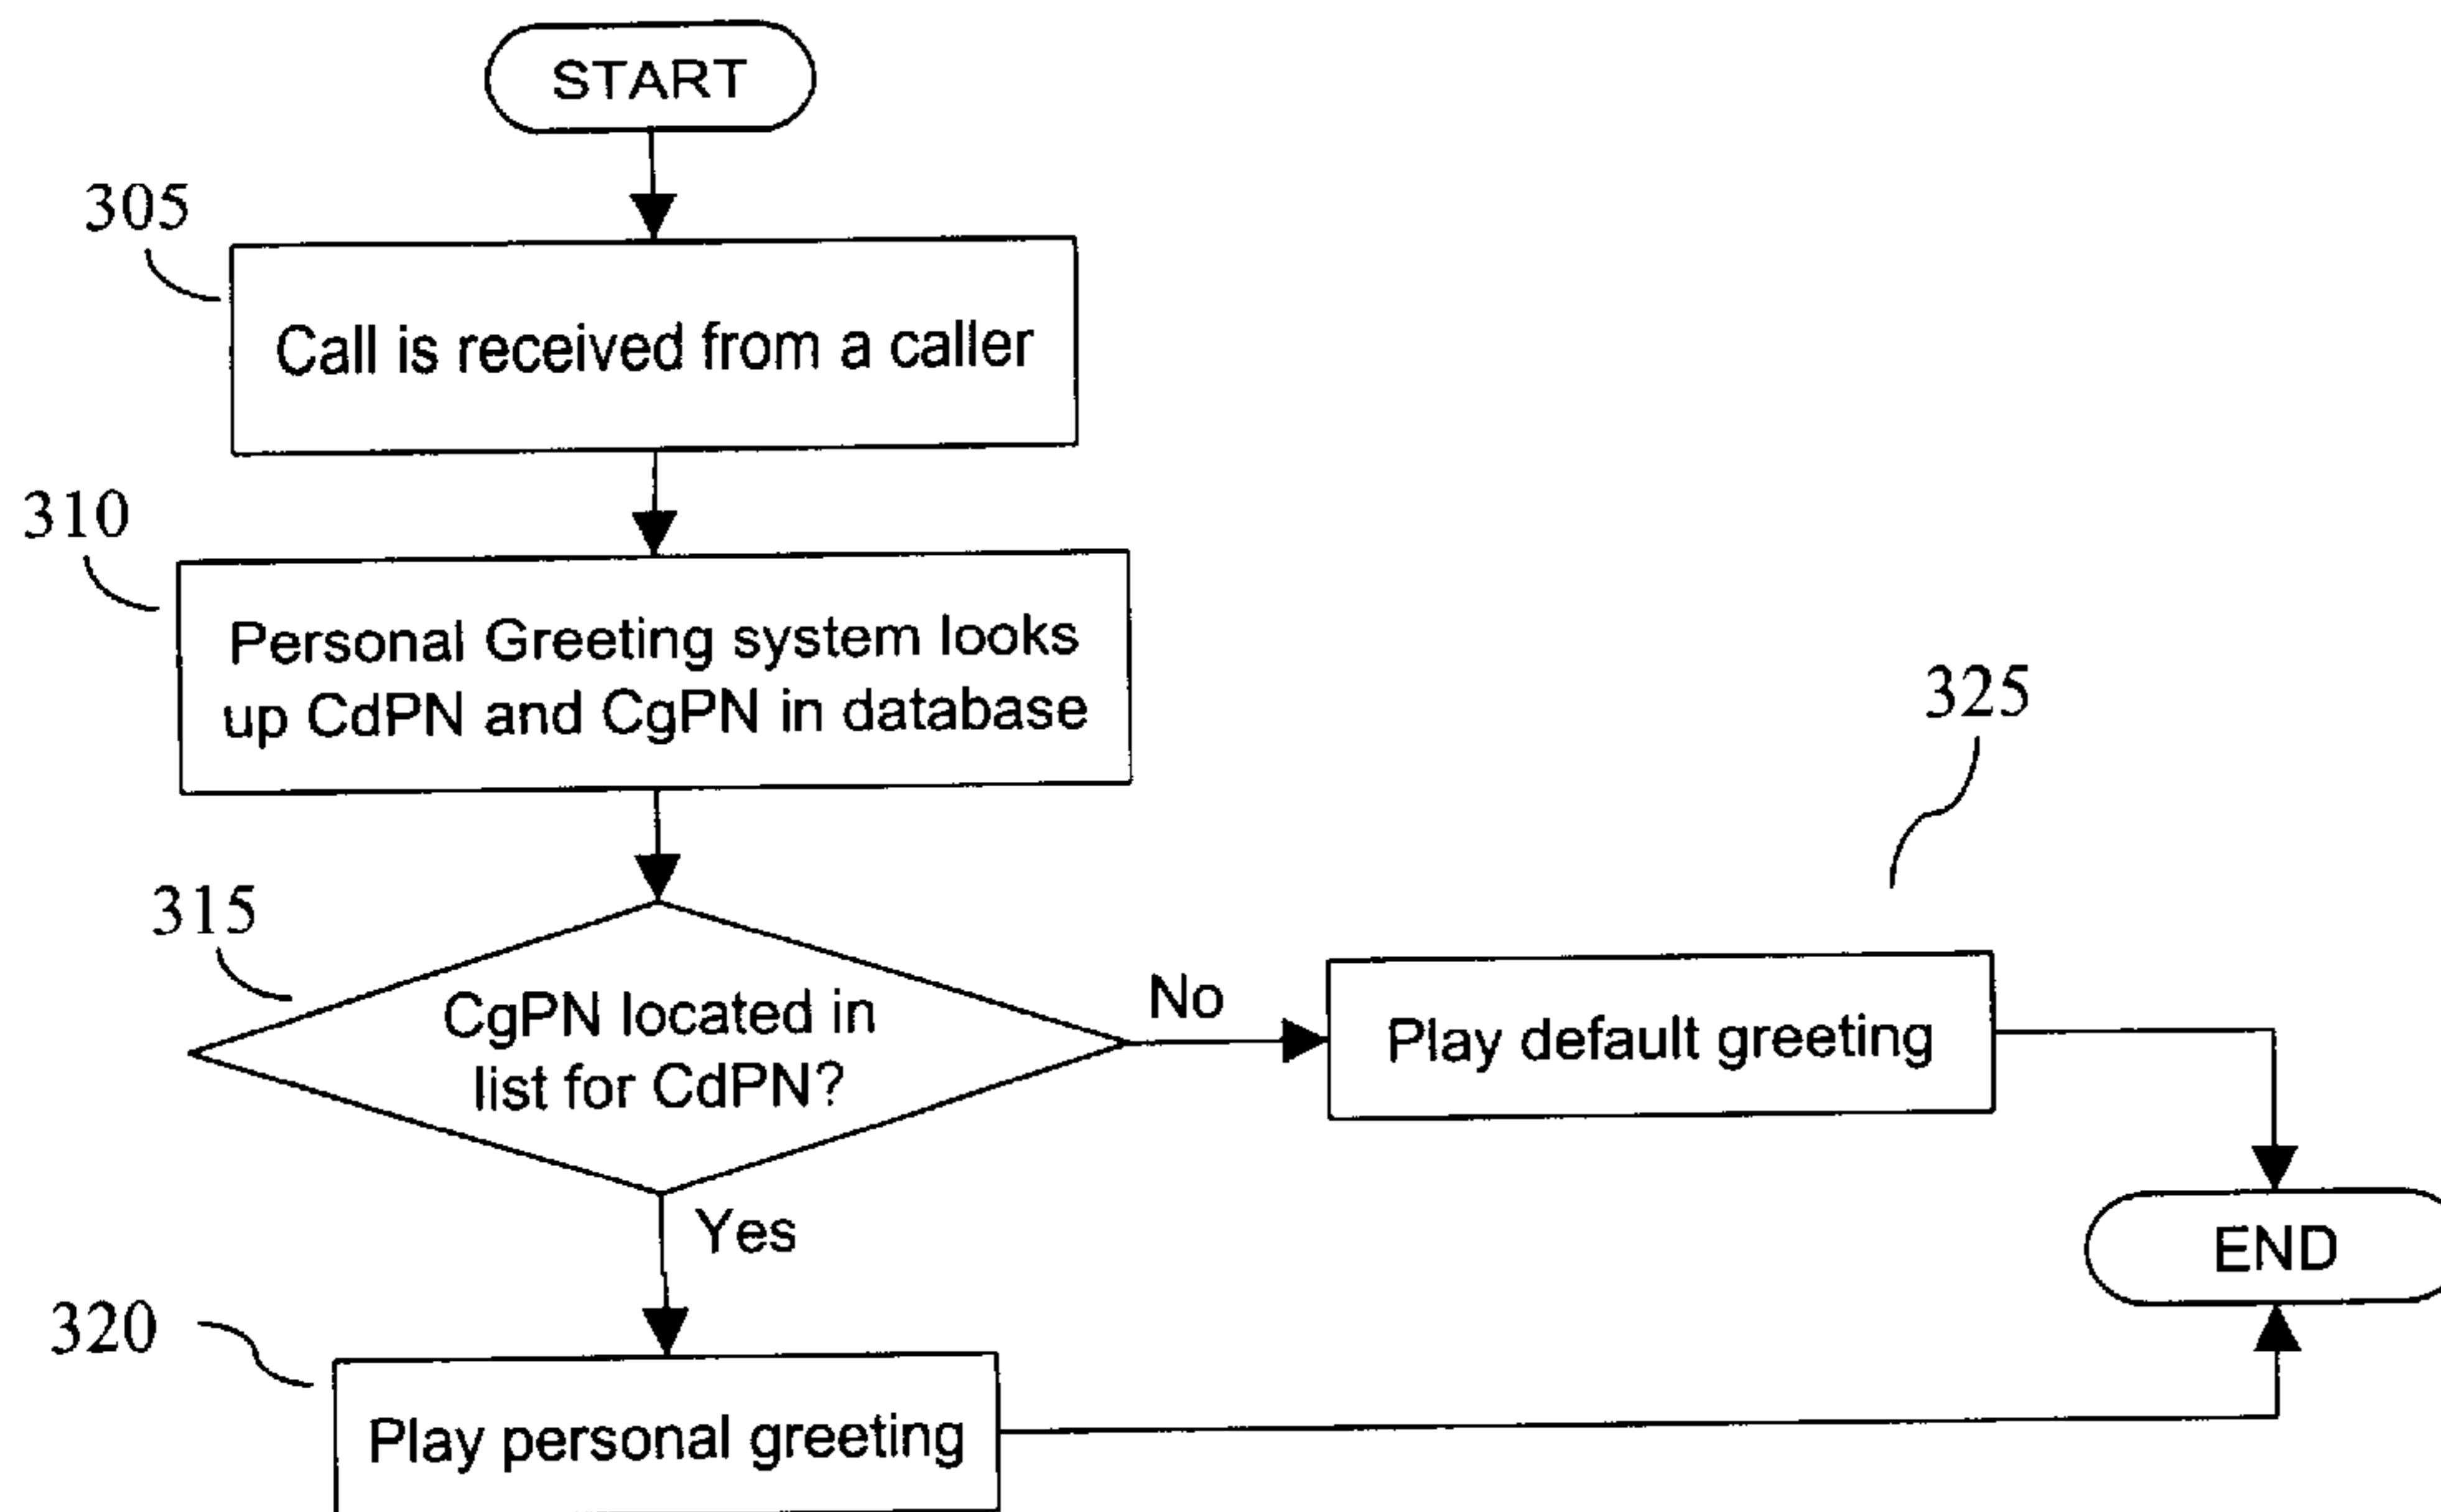 START
305
Call is received from a caller
310
Personal Greeting system looks
up CdPN and CgPN in database
325
315
CgPN located in
list for CdPN?
No
Play default greeting
Yes
END
320
Play personal greeting